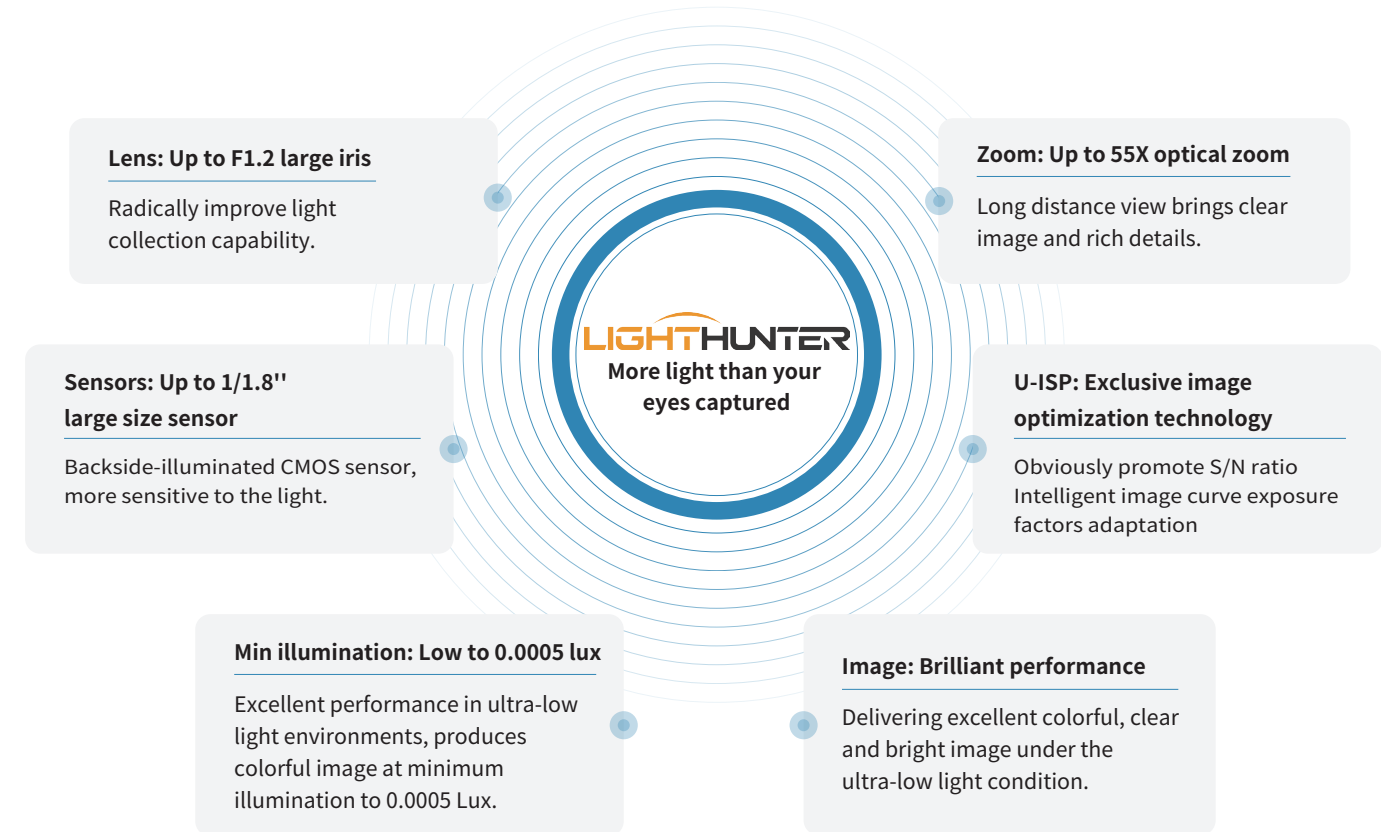 Lens: Up to F1.2 large iris
Radically improve light
collection capability.
Zoom: Up to 55X optical zoom
Long distance view brings clear
image and rich details.
LIGHTHUNTER
More light than your
eyes captured
Sensors: Up to 1/1.8''
large size sensor
Backside-illuminated CMOS sensor,
more sensitive to the light.
U-ISP: Exclusive image
optimization technology
Obviously promote S/N ratio
Intelligent image curve exposure
factors adaptation
Min illumination: Low to 0.0005 lux
Excellent performance in ultra-low
light environments, produces
colorful image at minimum
illumination to 0.0005 Lux.
Image: Brilliant performance
Delivering excellent colorful, clear
and bright image under the
ultra-low light condition.